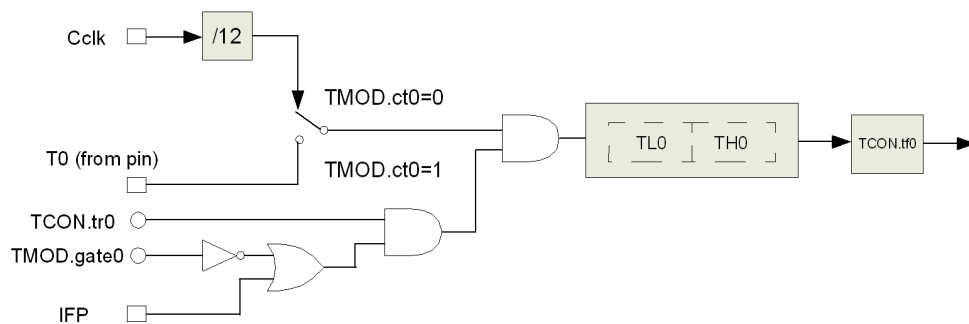 Cclk
/12
TMOD.ct0=0
T0 (from pin)
TMOD.ct0=1
TL0
TH0
TCON.tf0
TCON.tr0
TMOD.gate0
IFP